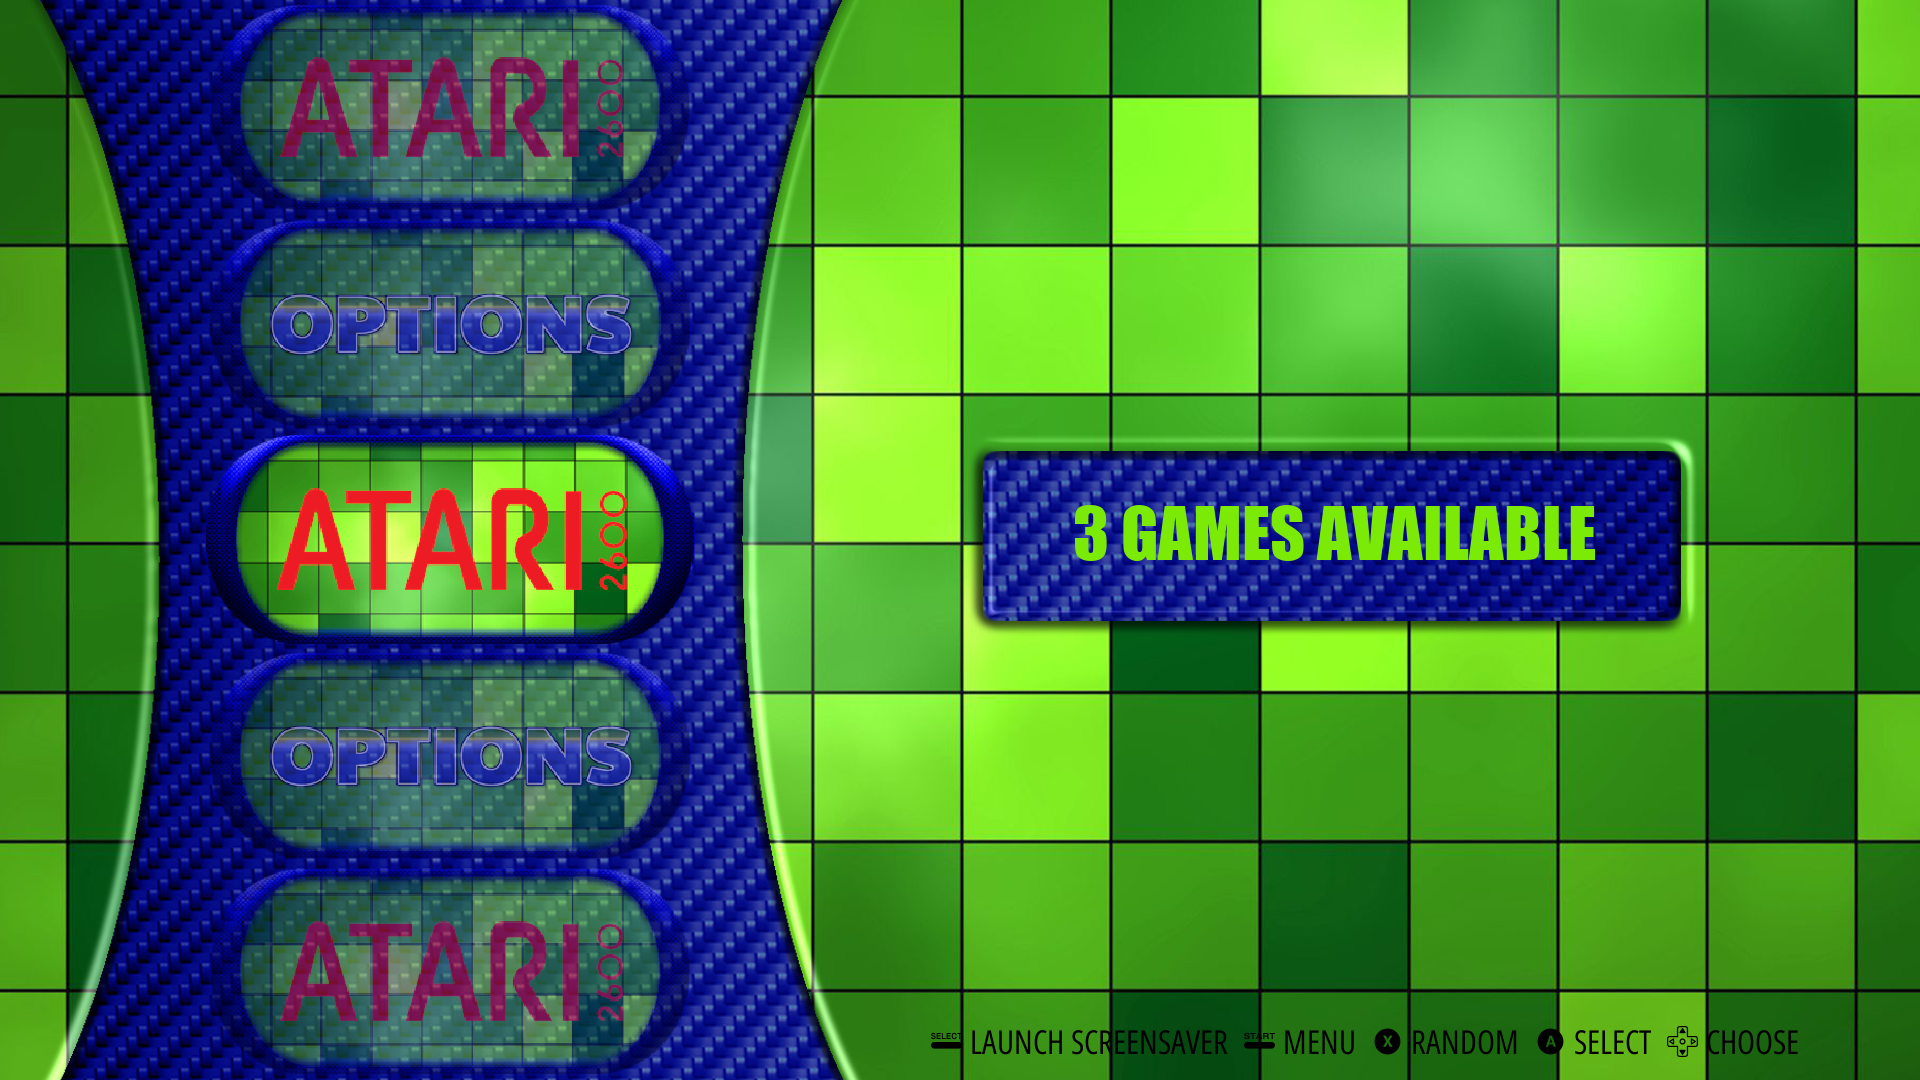 ATARI 2600
OPTIONS
ATARI 2600
3 GAMES AVAILABLE
OPTIONS
ATARI 2600
SELECT LAUNCH SCREENSAVER START MENU X RANDOM A SELECT CHOOSE